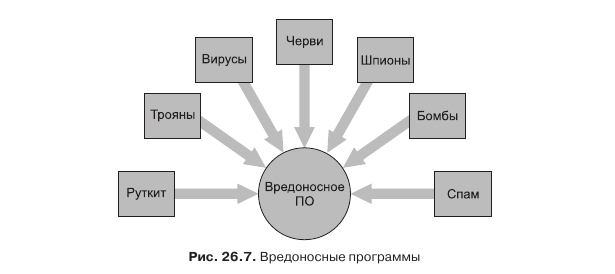 Черви
Вирусы
Шпионы
Трояны
Бомбы
Руткит
Вредоносное
ПО
Спам
Рис. 26.7. Вредоносные программы